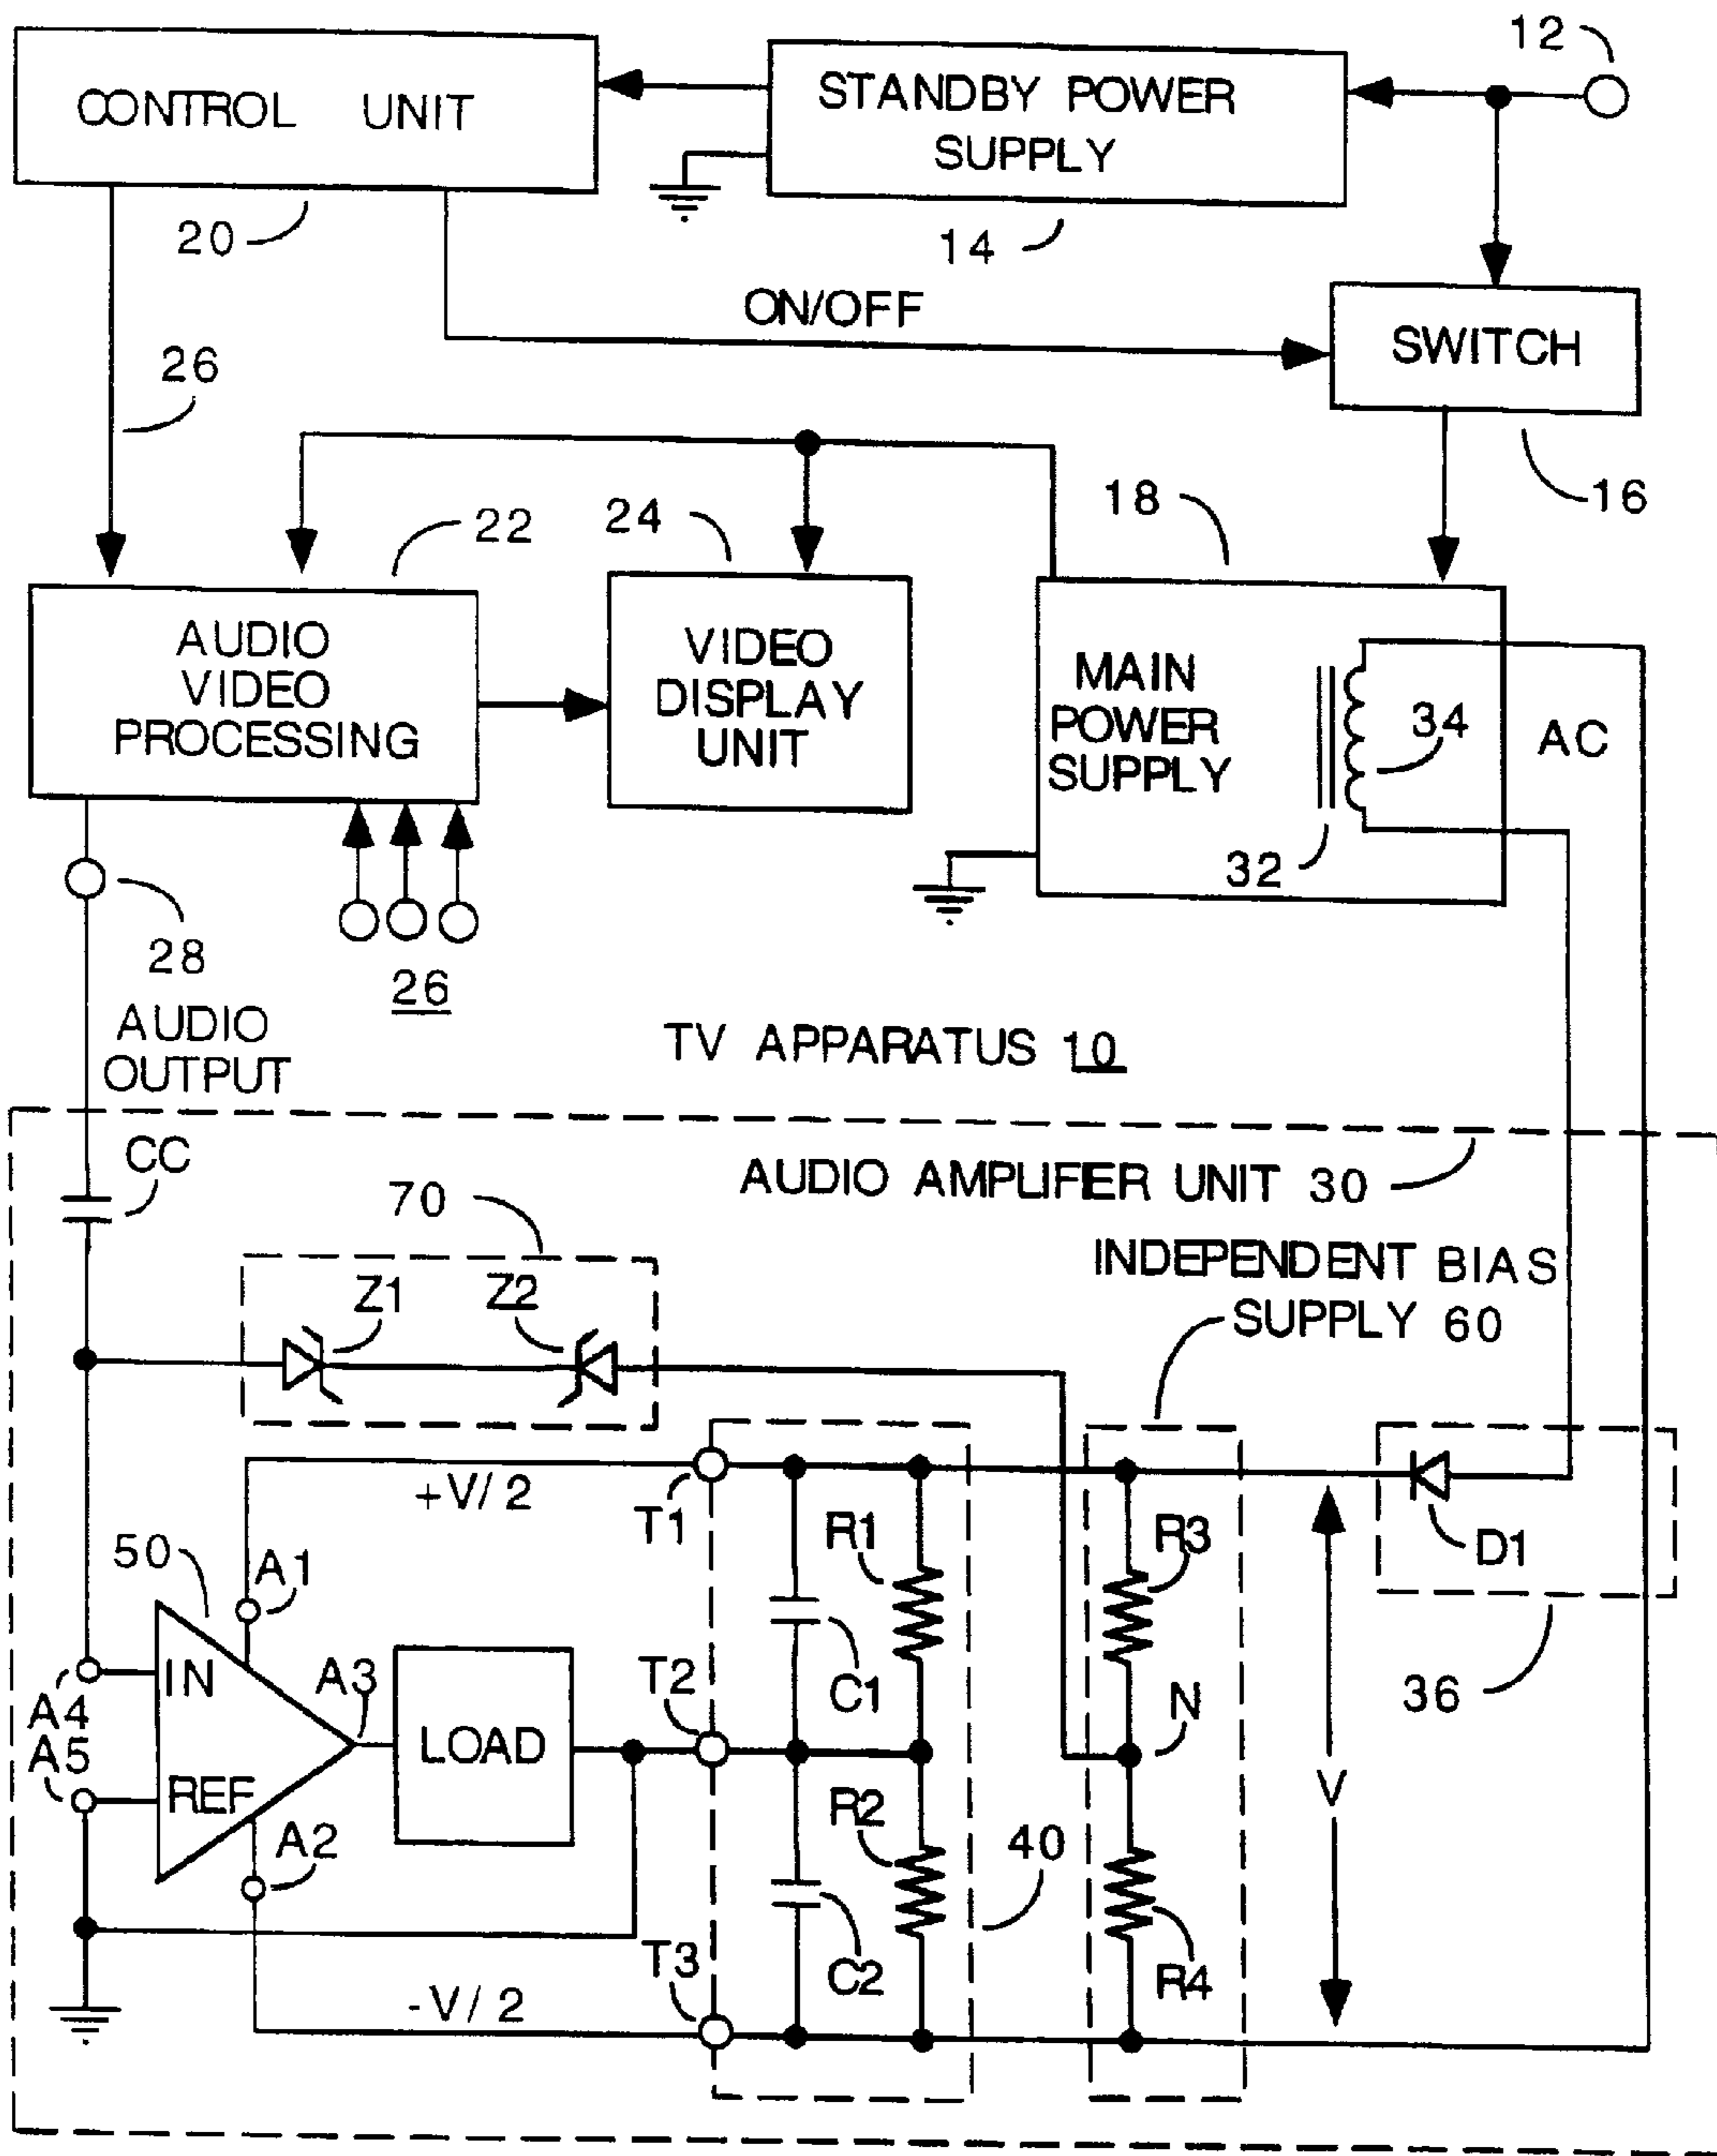 12
CONTROL UNIT
STANDBY POWER
SUPPLY
20
14
ON/OFF
SWITCH
26
16
18
22
24
AUDIO
VIDEO
PROCESSING
VIDEO
DISPLAY
UNIT
MAIN
POWER
SUPPLY
34
AC
32
28
26
AUDIO
OUTPUT
TV APPARATUS 10
CC
AUDIO AMPLIFER UNIT 30
70
INDEPENDENT BIAS
SUPPLY 60
Z1
Z2
+V/2
T1
R1
R3
D1
50
A1
IN
A3
A4
A5
LOAD
T2
C1
N
36
REF
R2
V
A2
40
T3
C2
R4
-V/2